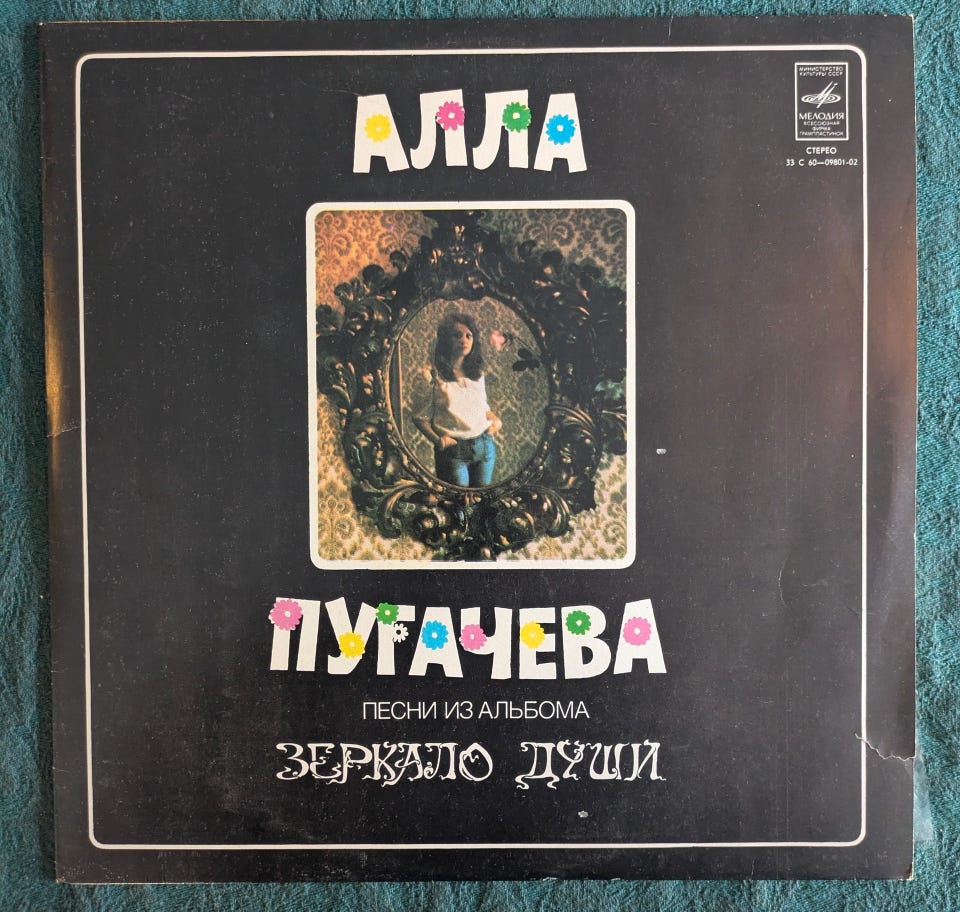 АЛЛА
МИНИСТЕРСТВО
КУЛЬТУРЫ СССР
МЕЛОДИЯ
ВСЕСОЮЗНАЯ
ФИРМА
ГРАМПЛАСТИНОК
СТЕРЕО
33 С 60—09801-02
ПУГАЧЕВА
ПЕСНИ ИЗ АЛЬБОМА
ЗЕРКАЛО ДУШИ